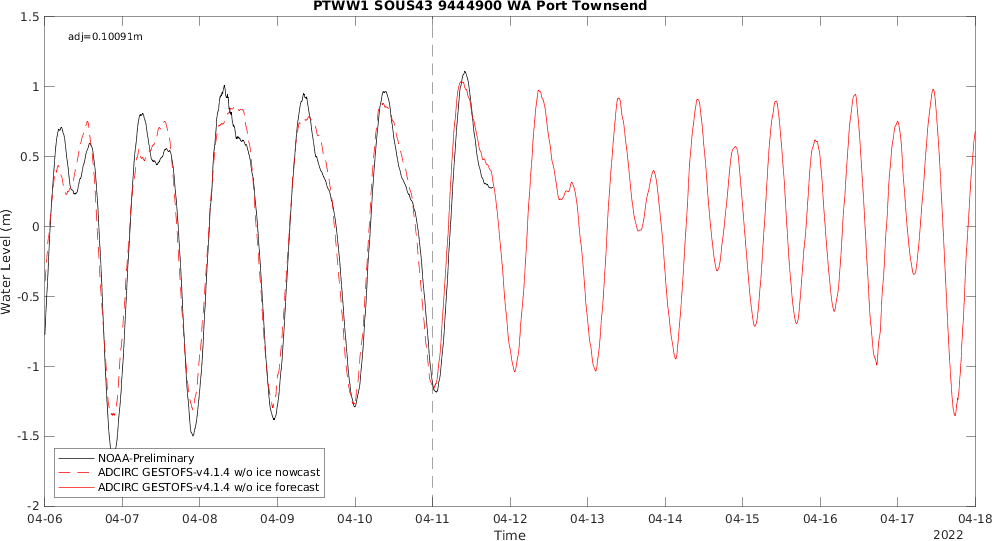 PTWW1 SOUS43 9444900 WA Port Townsend
adj=0.10091m
1.5
1
0.5
0
-0.5
-1
-1.5
-2
Water Level (m)
NOAA-Preliminary
ADCIRC GESTOFS-v4.1.4 w/o ice nowcast
ADCIRC GESTOFS-v4.1.4 w/o ice forecast
04-06 04-07 04-08 04-09 04-10 04-11 04-12 04-13 04-14 04-15 04-16 04-17 04-18
Time
2022